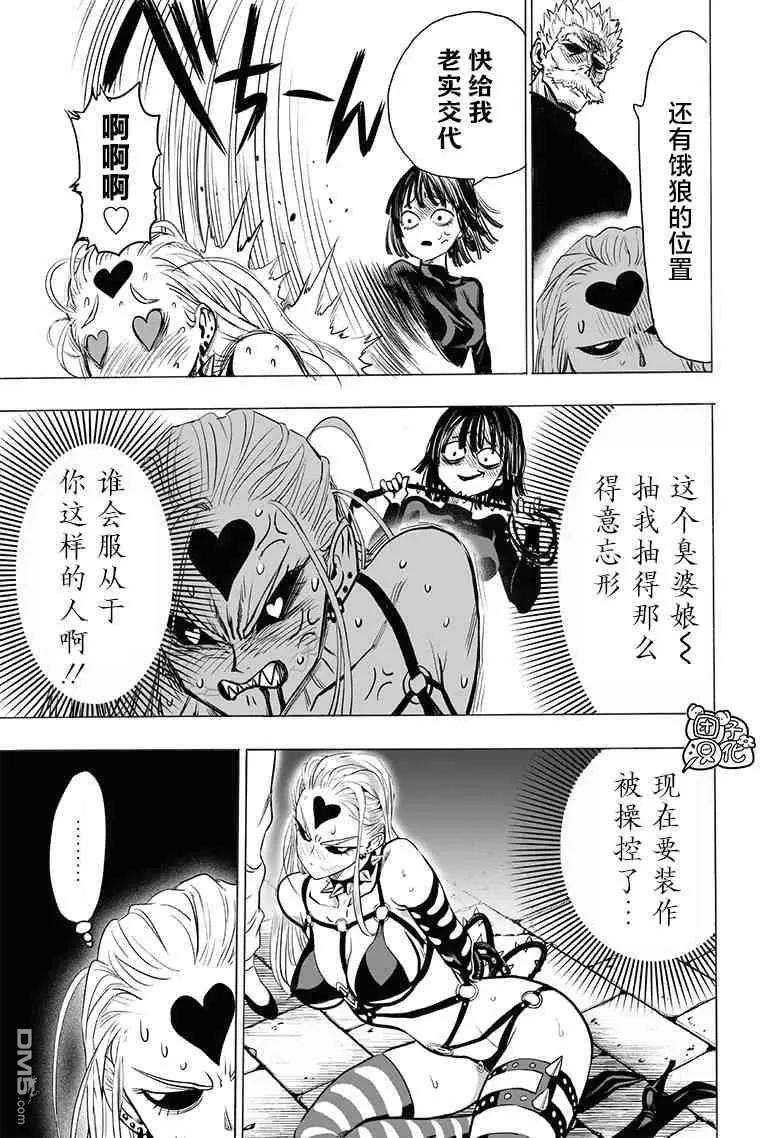 还有饿狼的位置
快给我
老实交代
べちーん
啊啊啊♡
这个臭婆娘~
抽我抽得那么
得意忘形
谁会服从于
你这样的人啊!!
现在要装作
被操控了……
………
团子汉化
DM5